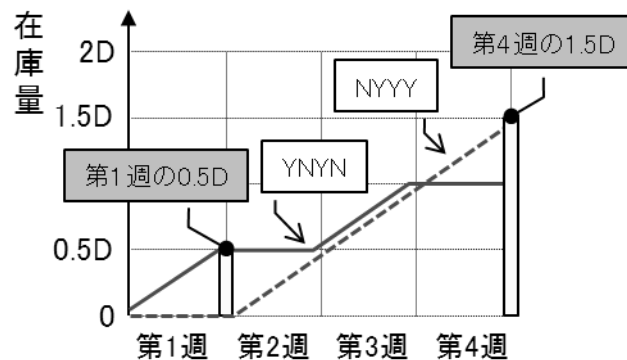 在庫量
2D
1.5D
0.5D
0
第4週の1.5D
NYYY
YNYN
第1週の0.5D
第1週
第2週
第3週
第4週